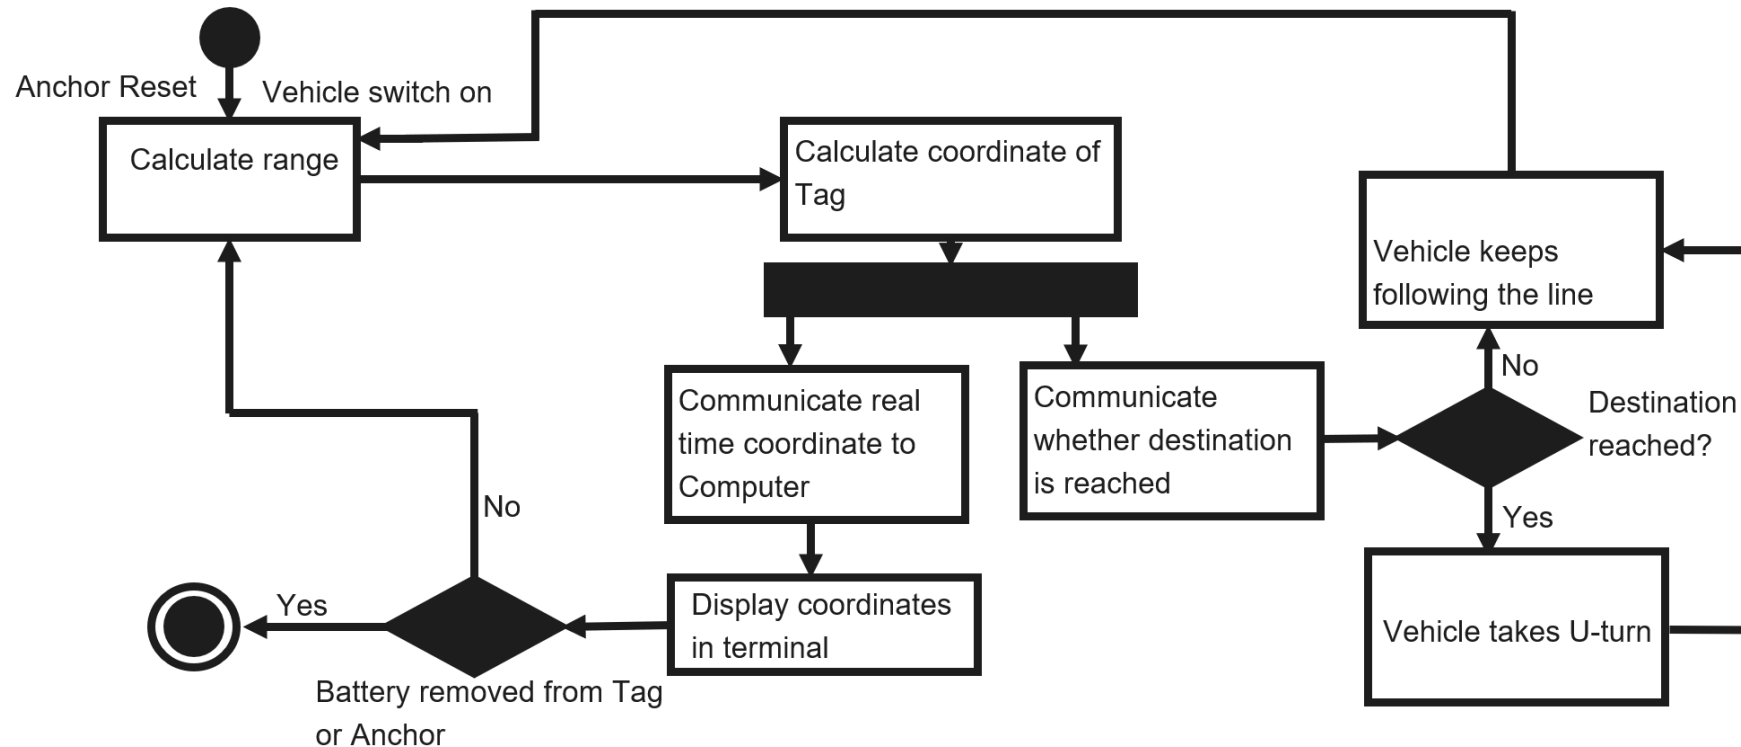 Anchor Reset
Vehicle switch on
Calculate range
Calculate coordinate of
Tag
Vehicle keeps
following the line
No
Destination
reached?
Communicate real
time coordinate to
Computer
Communicate
whether destination
is reached
Yes
No
Vehicle takes U-turn
Display coordinates
in terminal
Yes
Battery removed from Tag
or Anchor